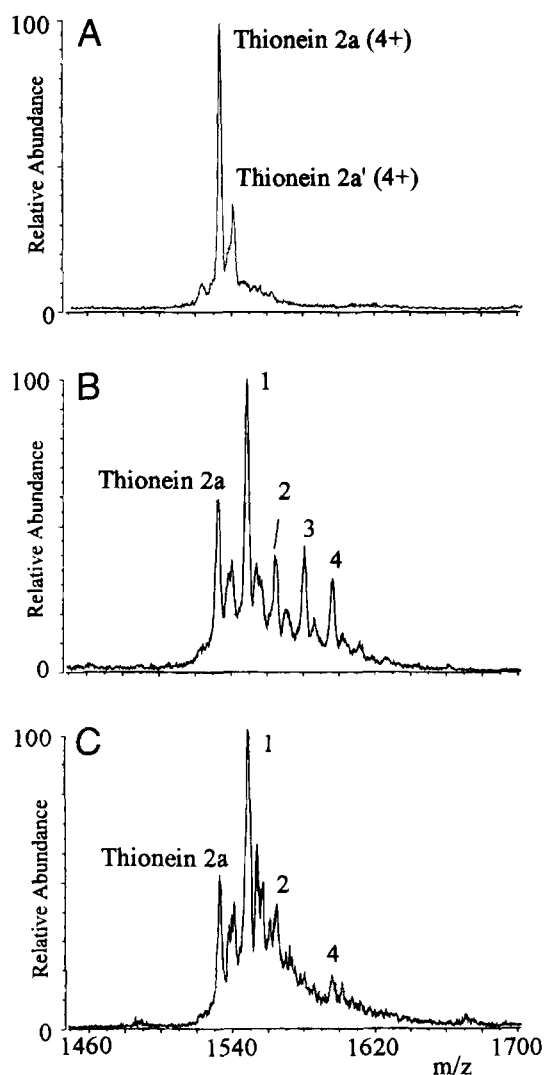 A
100
Relative Abundance
0
Thionein 2a (4+)
Thionein 2a' (4+)
B
100
Relative Abundance
0
Thionein 2a
1
2
3
4
C
100
Relative Abundance
0
Thionein 2a
1
2
4
1460 1540 1620 1700
m/z